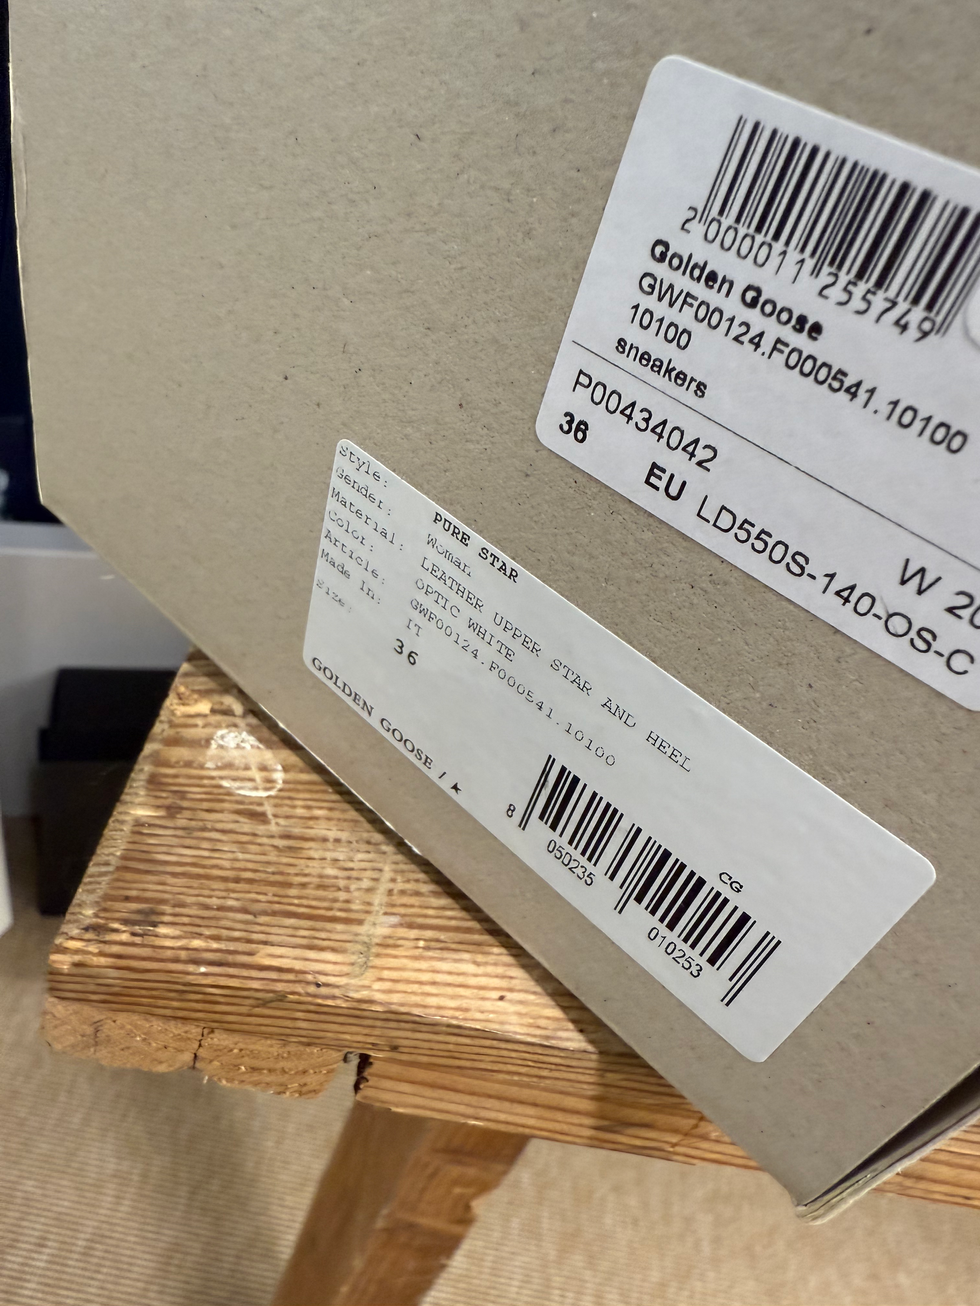 2 000011 255749
Golden Goose
GWF00124.F000541.10100
10100
sneakers
P00434042
36
EU LD550S-140-OS-C
W 20
Style: PURE STAR
Gender: Woman
Material: LEATHER UPPER STAR AND HEEL
Color: OPTIC WHITE
Article: GWF00124.F000541.10100
Made in: IT
Size: 36
GOLDEN GOOSE / ★
CG
8 050235 010253